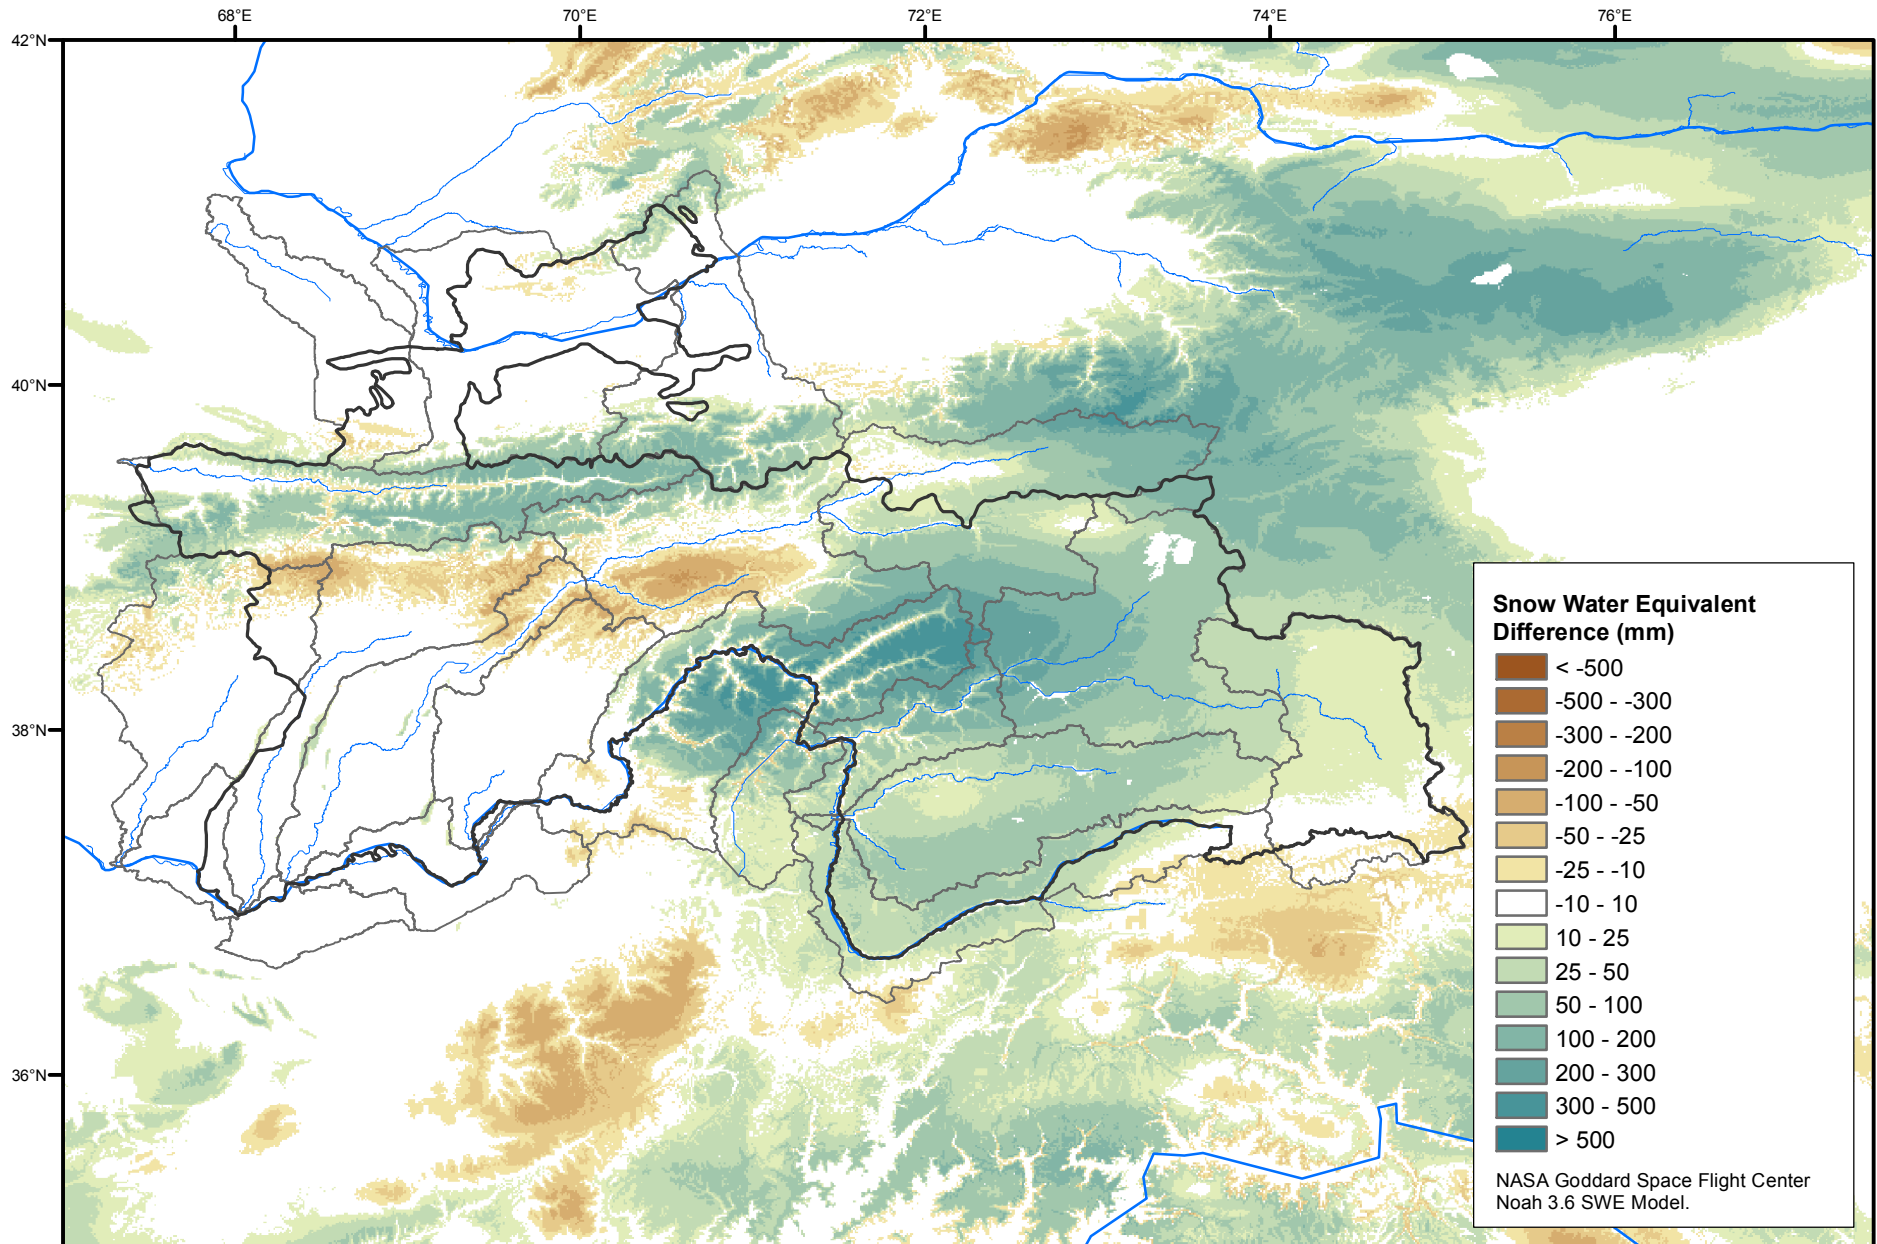 68°E
70°E
72°E
74°E
76°E
42°N
40°N
38°N
36°N
Snow Water Equivalent
Difference (mm)
< -500
-500 - -300
-300 - -200
-200 - -100
-100 - -50
-50 - -25
-25 - -10
-10 - 10
10 - 25
25 - 50
50 - 100
100 - 200
200 - 300
300 - 500
> 500
NASA Goddard Space Flight Center
Noah 3.6 SWE Model.